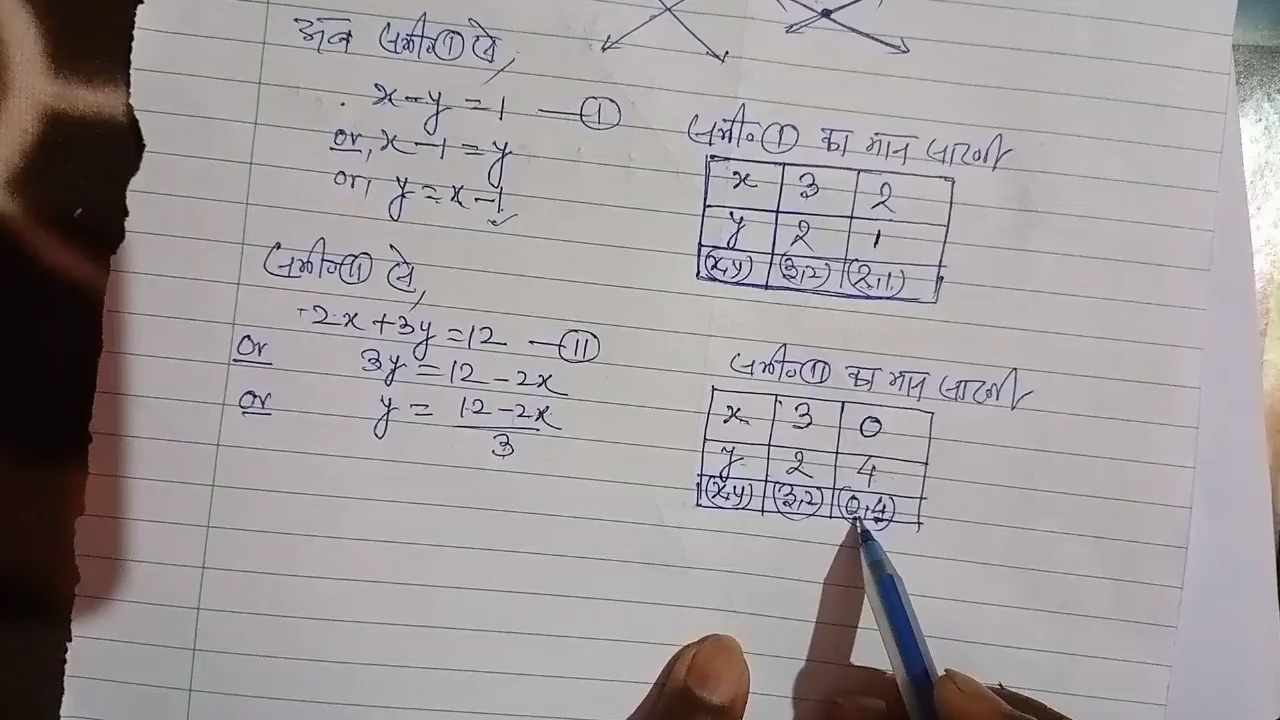 अब समी० I से,
x - y = 1 — I
or, x - 1 = y
or, y = x - 1
समी० II से,
2x + 3y = 12 — II
Or 3y = 12 - 2x
or y = (12 - 2x)/3
समी० I का मान सारणी
x 3 2
y 2 1
(x,y) (3,2) (2,1)
समी० II का मान सारणी
x 3 0
y 2 4
(x,y) (3,2) (0,4)